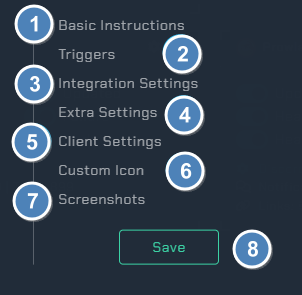 1 Basic Instructions
Triggers 2
3 Integration Settings
Extra Settings 4
5 Client Settings
Custom Icon 6
7 Screenshots
Save 8